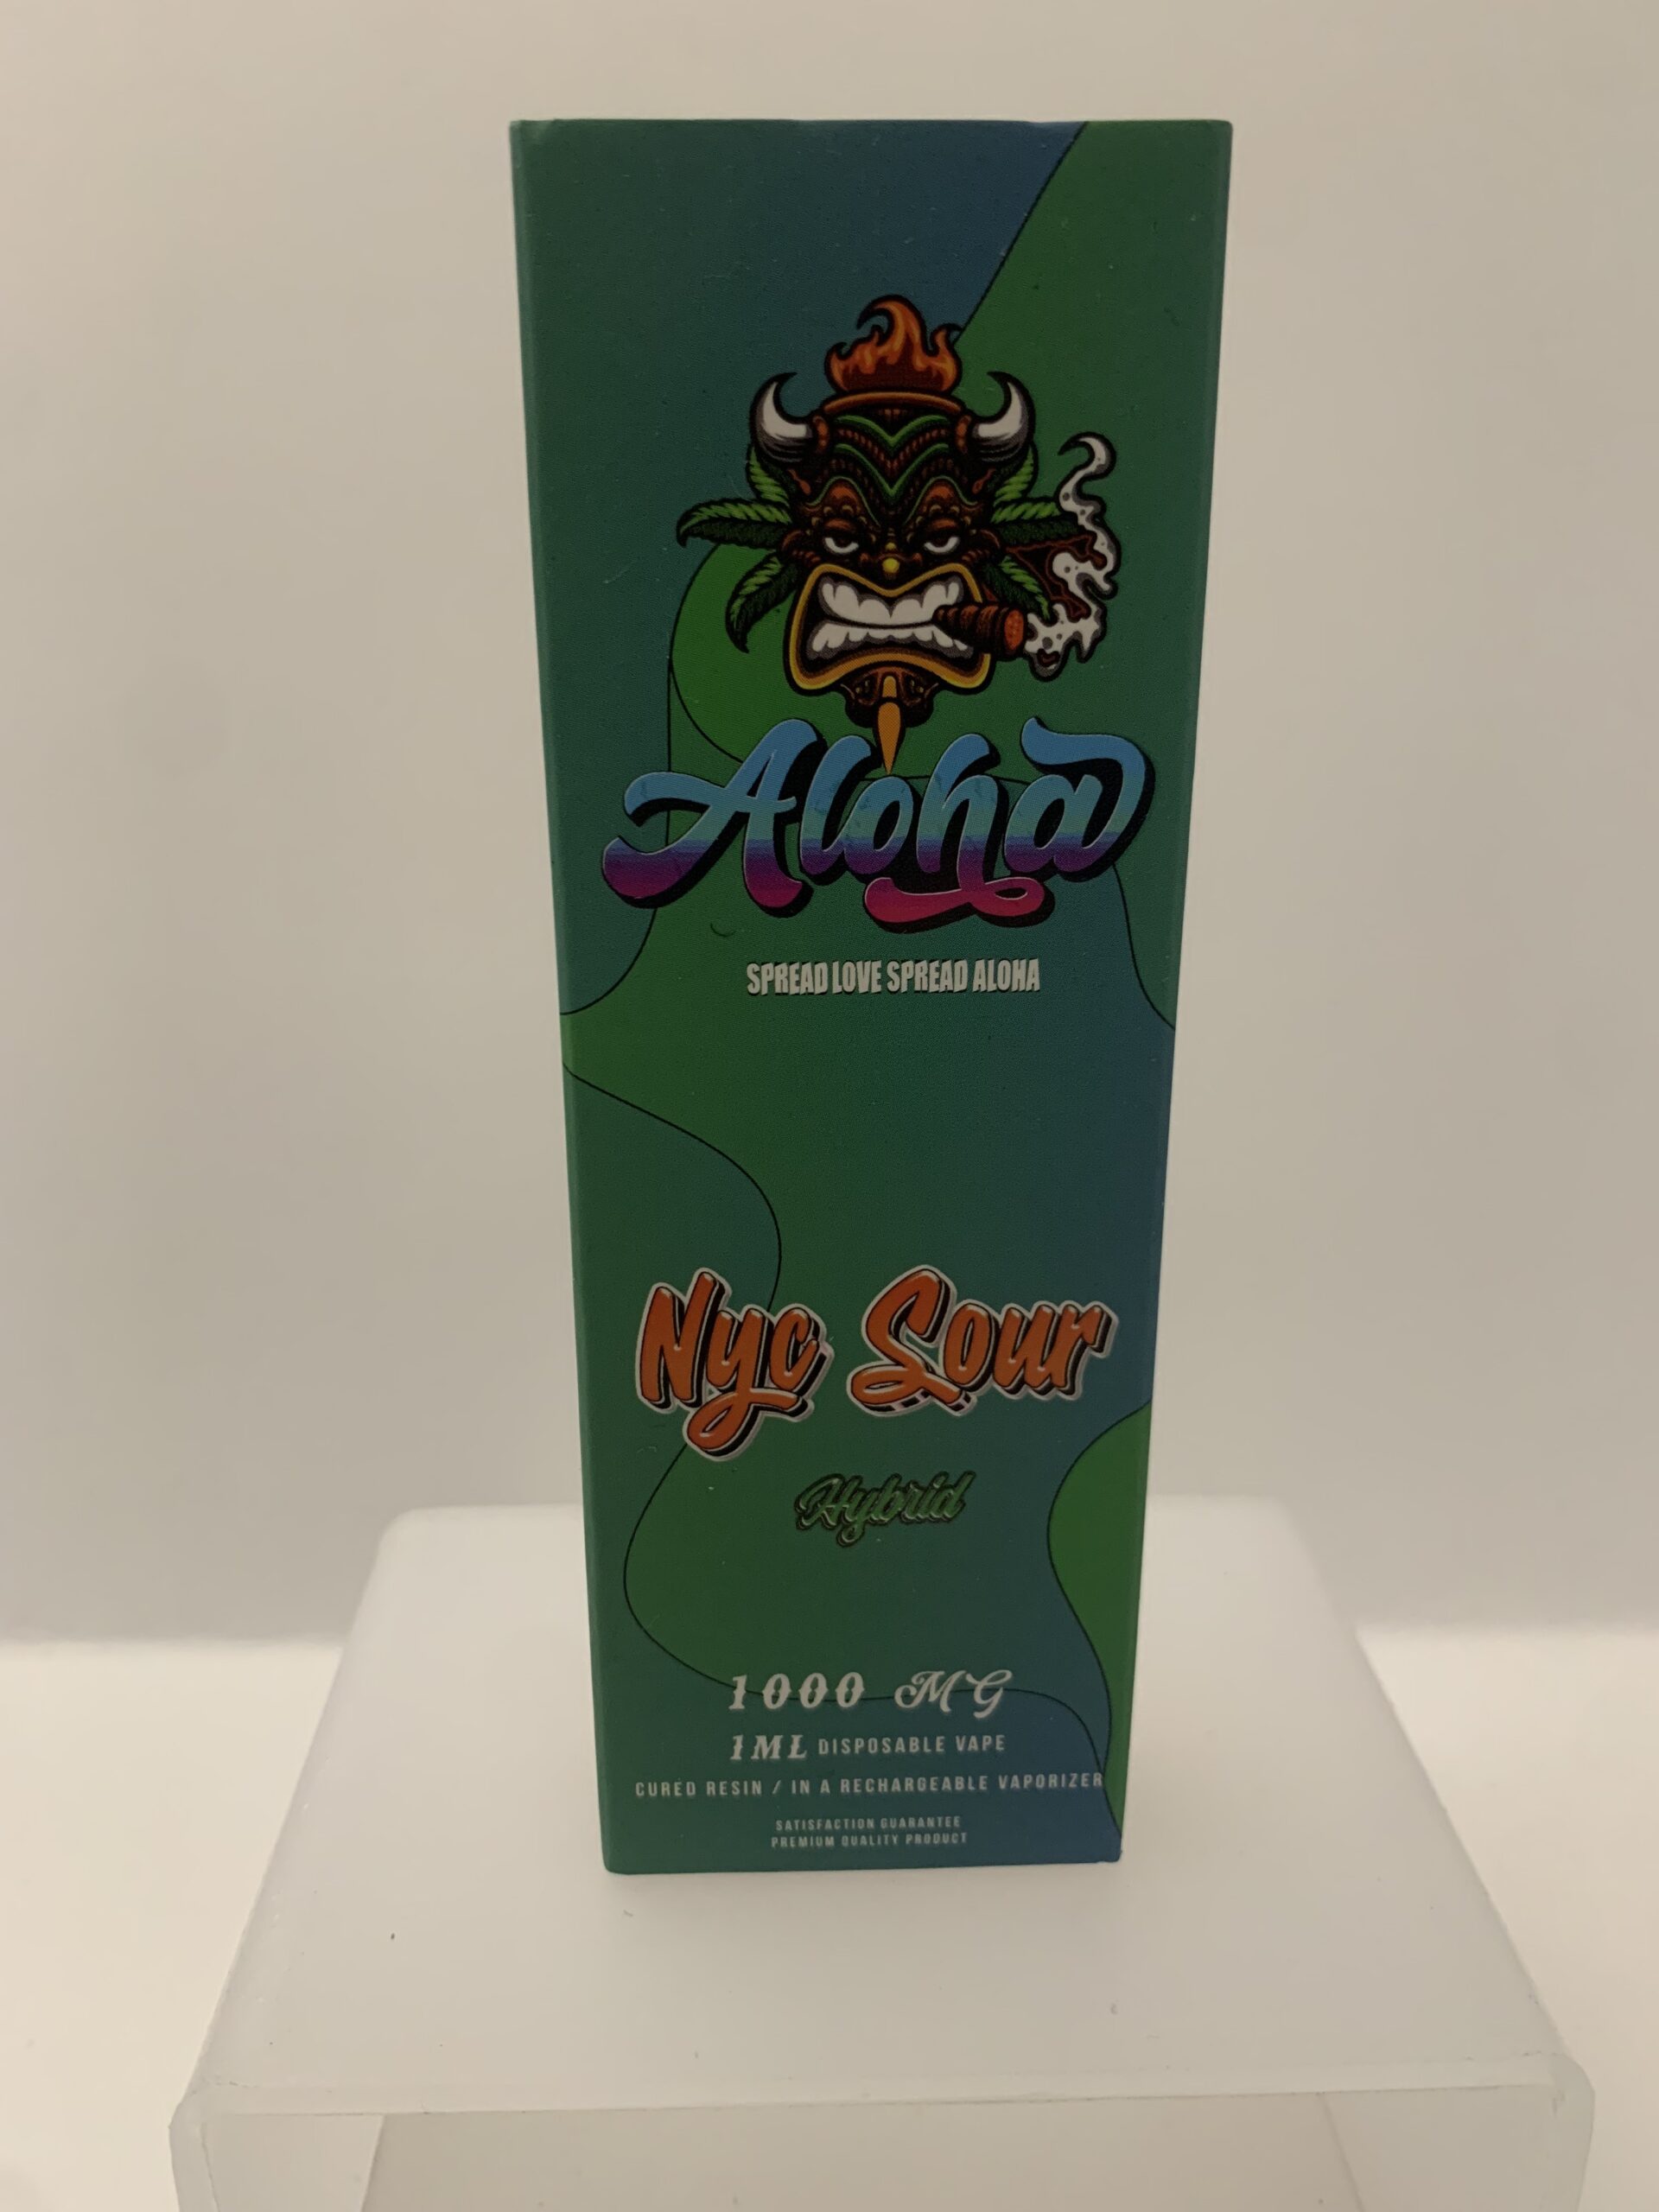 Aloha
SPREAD LOVE SPREAD ALOHA
Nyc Sour
Hybrid
1000 MG
1ML DISPOSABLE VAPE
CURED RESIN / IN A RECHARGEABLE VAPORIZER
SATISFACTION GUARANTEE
PREMIUM QUALITY PRODUCT